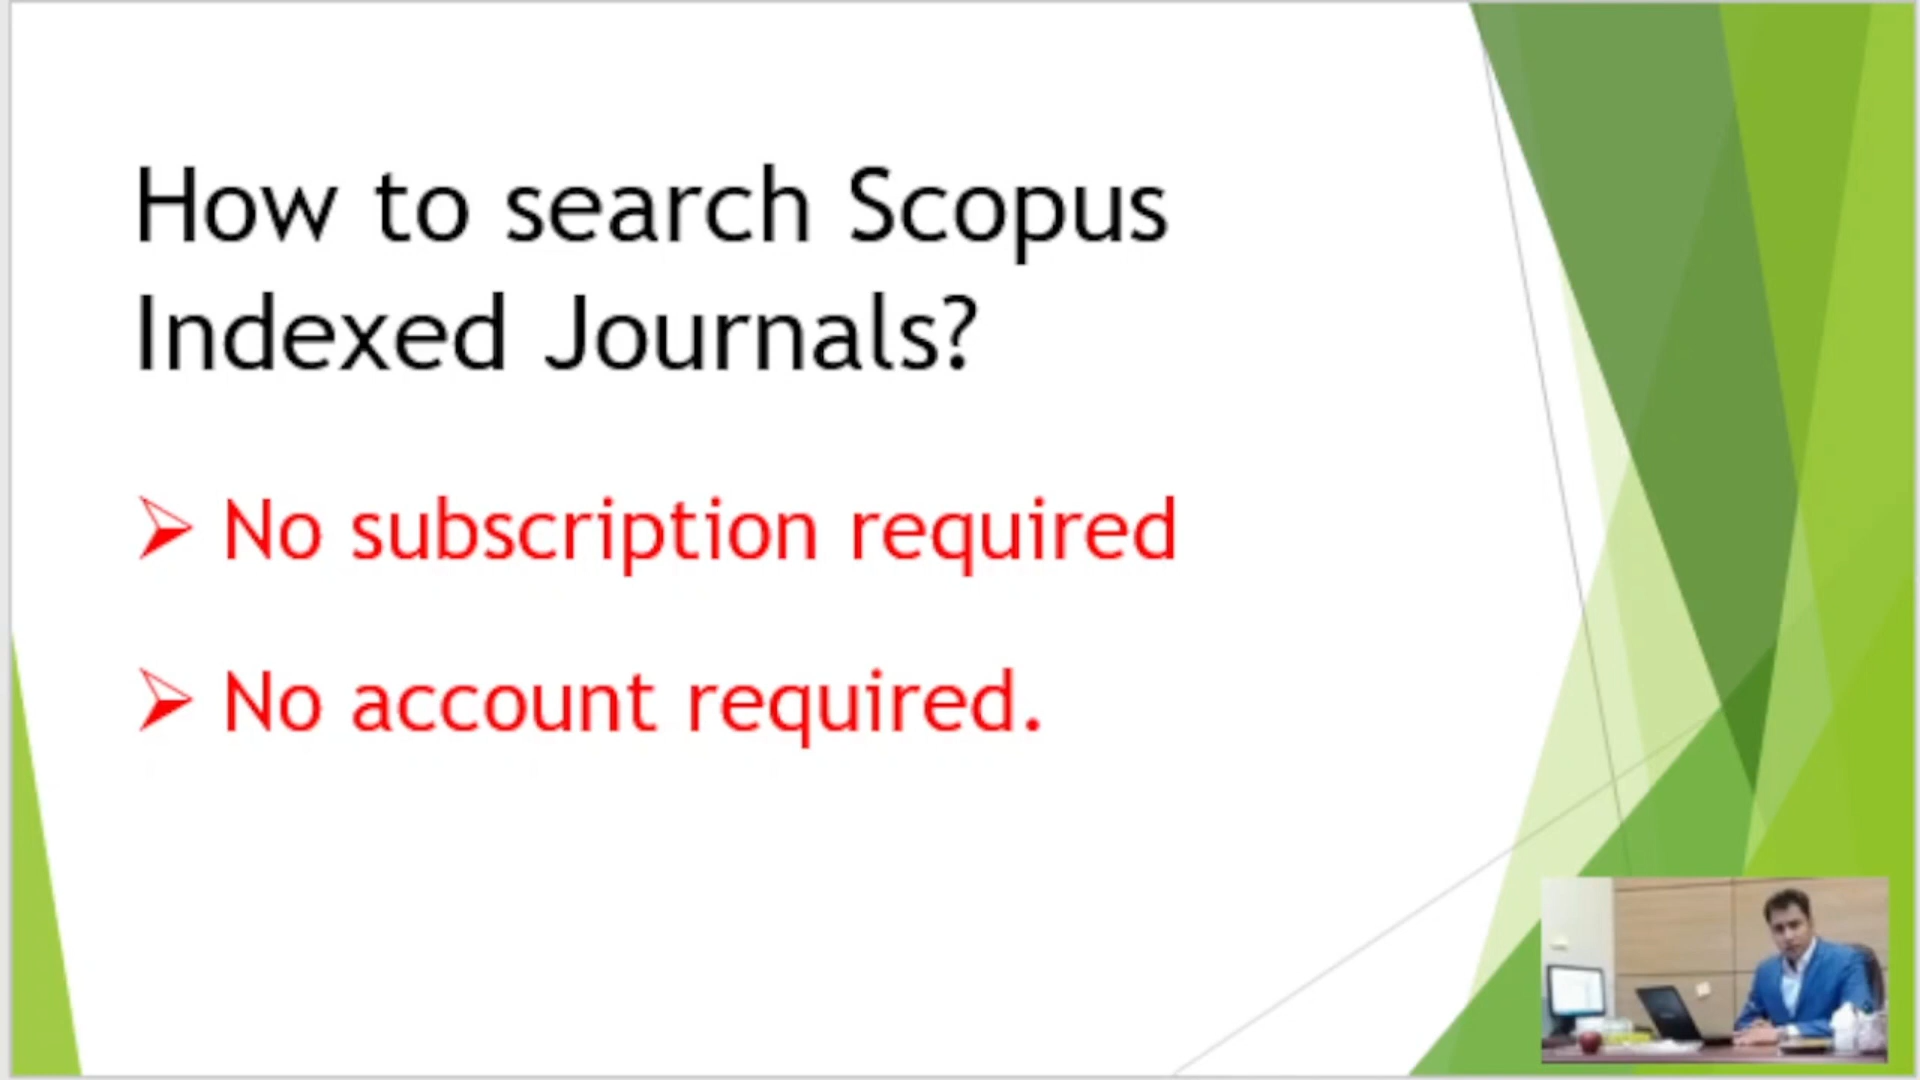 How to search Scopus
Indexed Journals?
➢ No subscription required
➢ No account required.